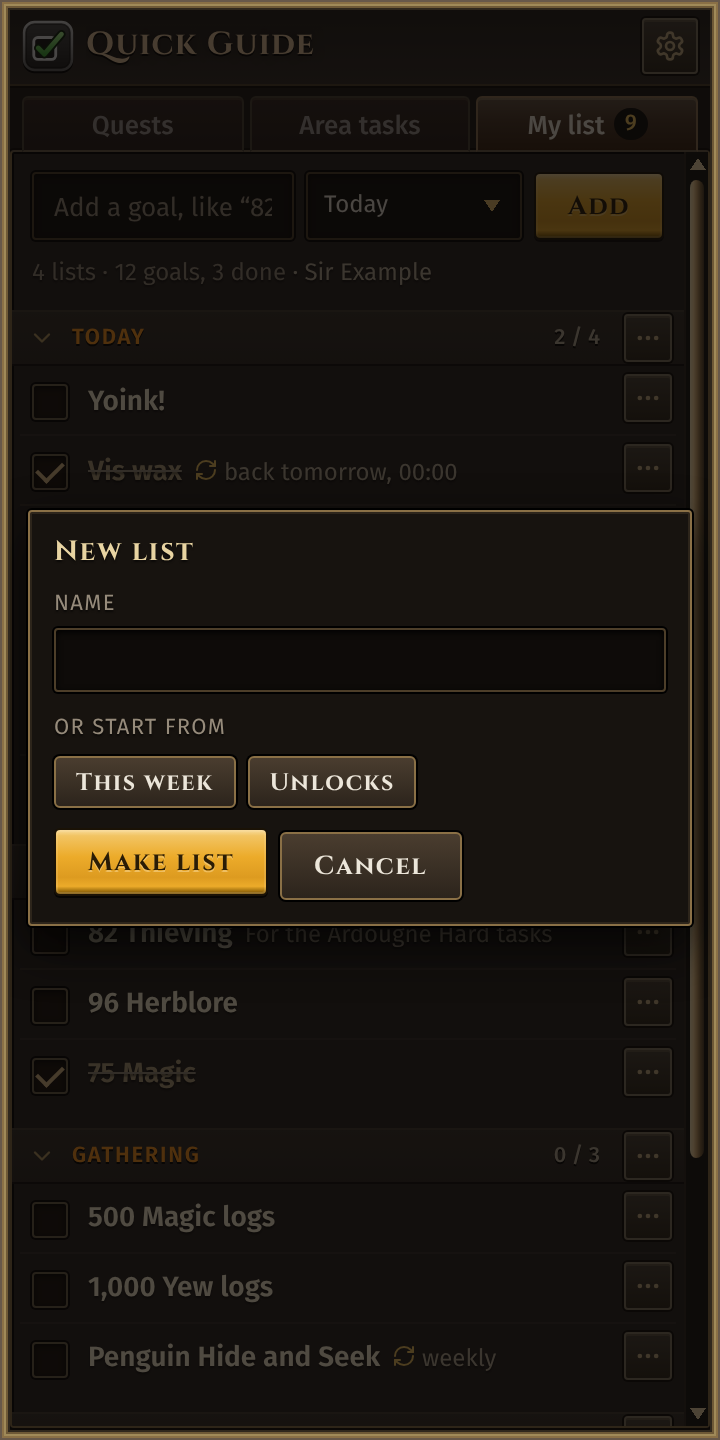 Quick Guide
Quests
Area tasks
My list 9
Add a goal, like “82
Today
Add
4 lists · 12 goals, 3 done · Sir Example
TODAY
2 / 4
Yoink!
Vis wax back tomorrow, 00:00
New list
NAME
OR START FROM
This week
Unlocks
Make list
Cancel
82 Thieving For the Ardougne Hard tasks
96 Herblore
75 Magic
GATHERING
0 / 3
500 Magic logs
1,000 Yew logs
Penguin Hide and Seek weekly